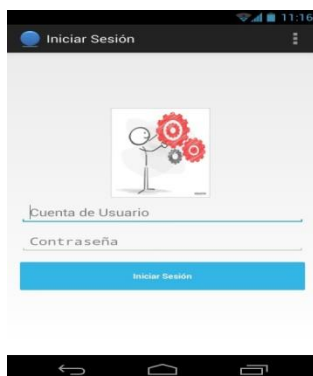 11:16
Iniciar Sesión
Cuenta de Usuario
Contraseña
Iniciar Sesión